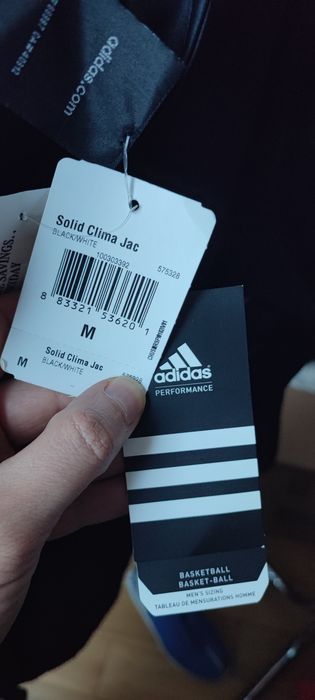 adidas.com
SAVINGS..
Solid Clima Jac
BLACK/WHITE
100303392
575328
8 83321 53620 1
M
Solid Clima Jac
M
BLACK/WHITE
adidas
PERFORMANCE
BASKETBALL
BASKET-BALL
MEN'S SIZING
TABLEAU DE MENSURATIONS HOMME